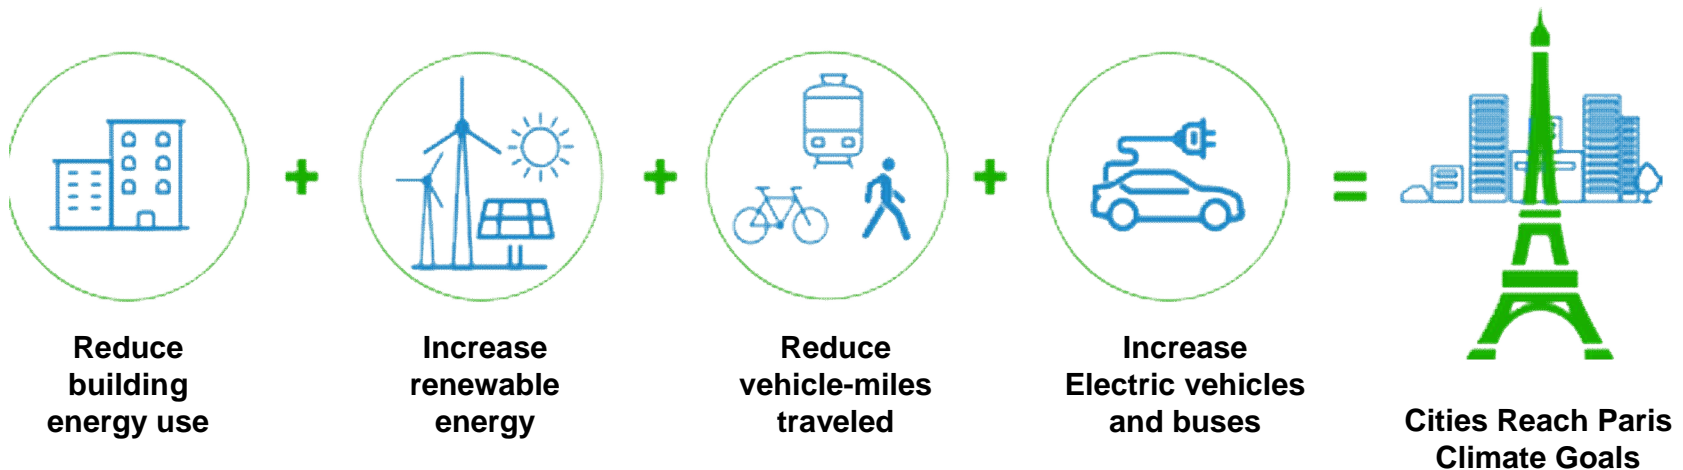 Reduce
building
energy use
Increase
renewable
energy
Reduce
vehicle-miles
traveled
Increase
Electric vehicles
and buses
Cities Reach Paris
Climate Goals